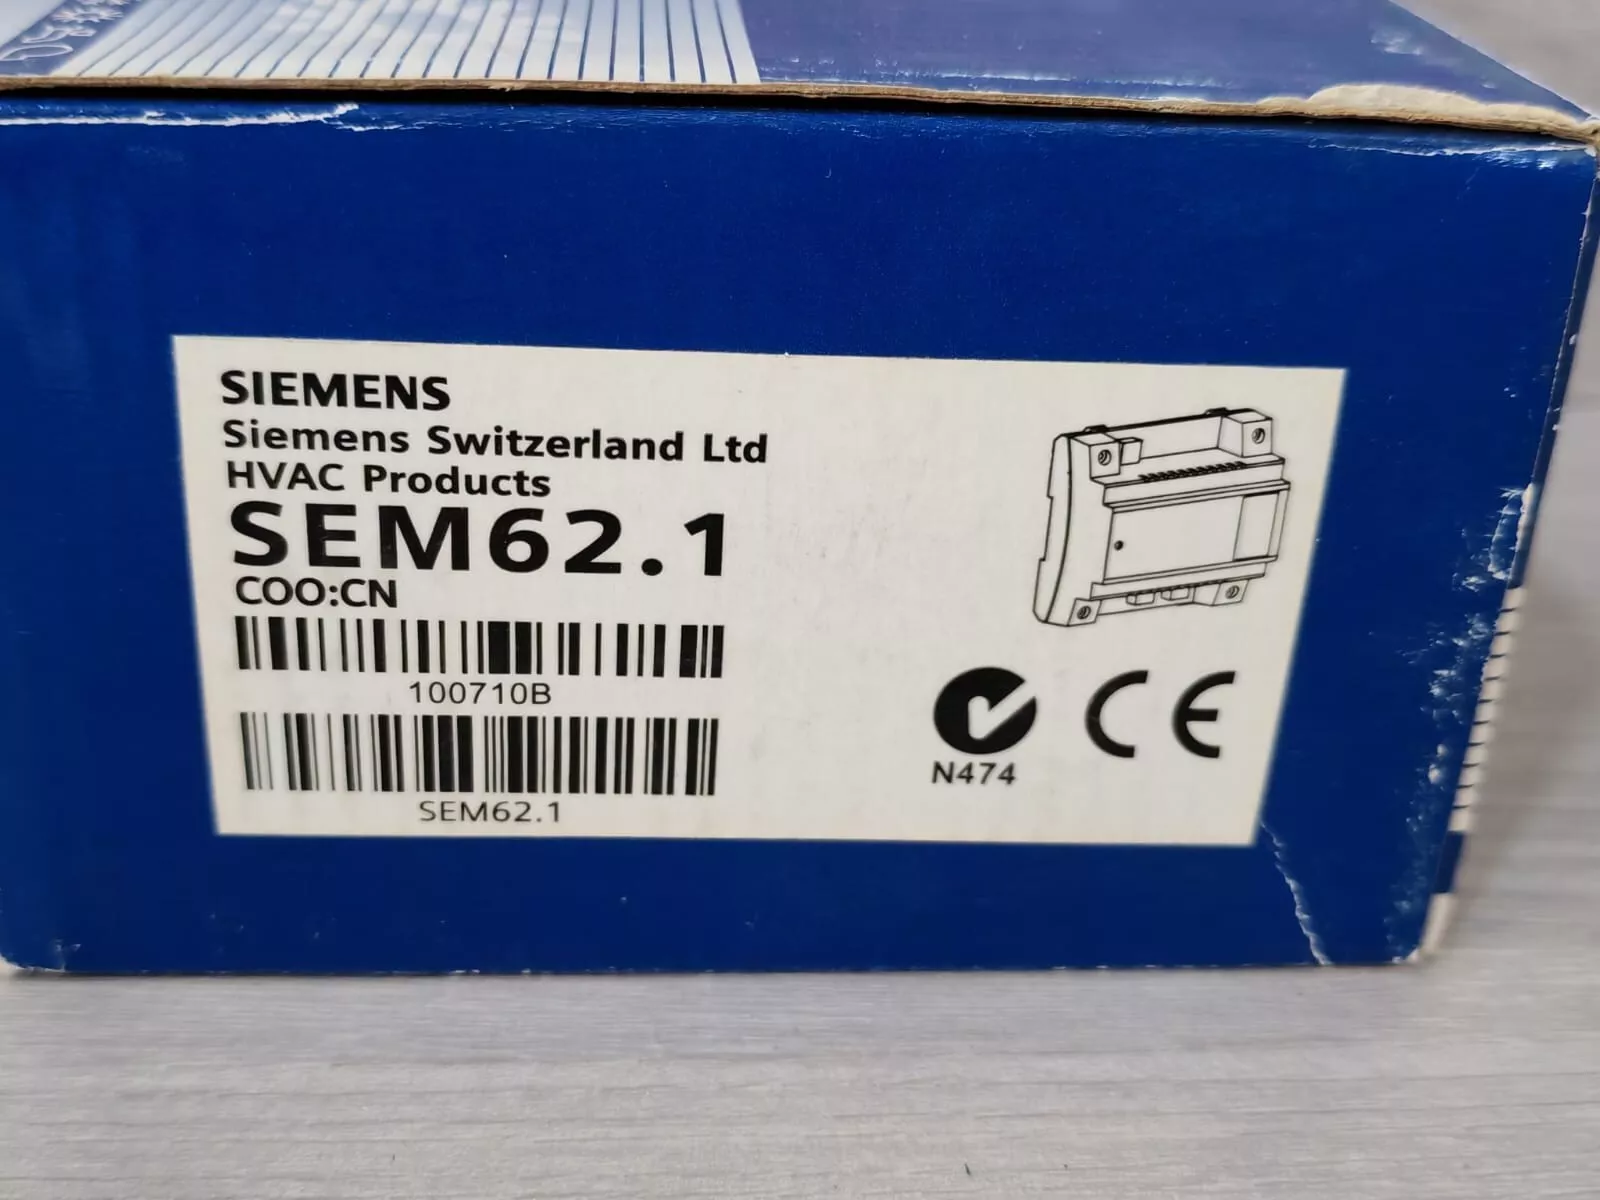 SIEMENS
Siemens Switzerland Ltd
HVAC Products
SEM62.1
COO:CN
100710B
SEM62.1
N474
CE